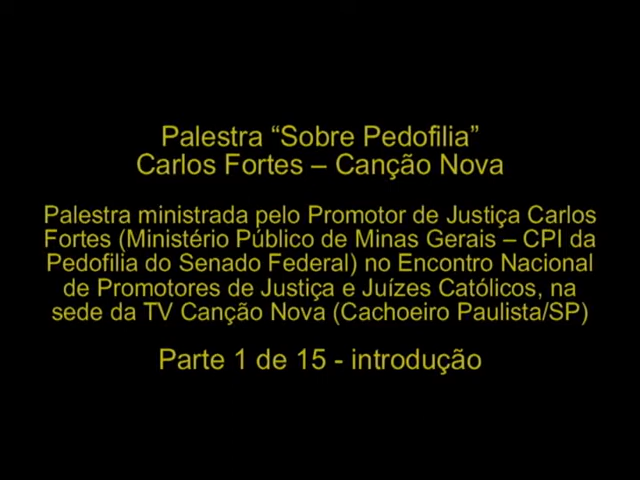 Palestra “Sobre Pedofilia”
Carlos Fortes – Canção Nova
Palestra ministrada pelo Promotor de Justiça Carlos
Fortes (Ministério Público de Minas Gerais – CPI da
Pedofilia do Senado Federal) no Encontro Nacional
de Promotores de Justiça e Juízes Católicos, na
sede da TV Canção Nova (Cachoeiro Paulista/SP)
Parte 1 de 15 - introdução